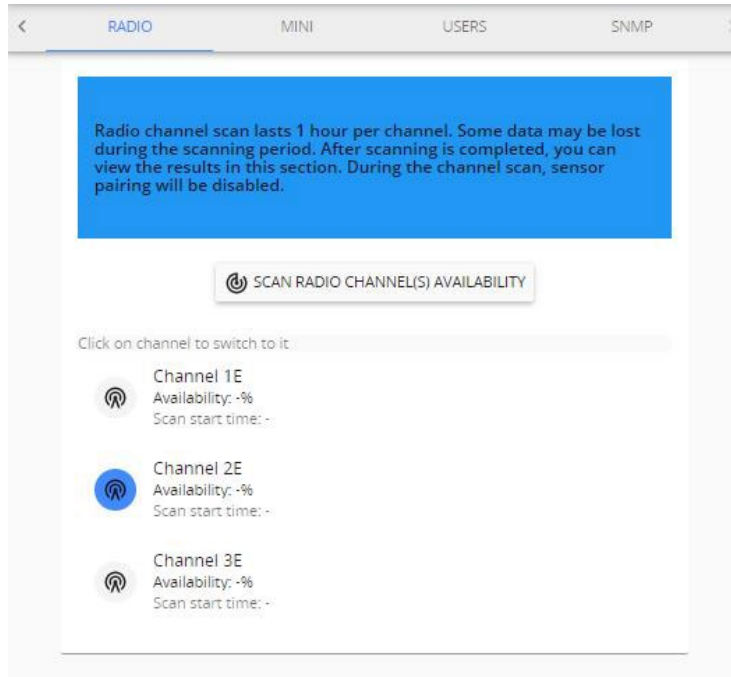 RADIO MINI USERS SNMP
Radio channel scan lasts 1 hour per channel. Some data may be lost
during the scanning period. After scanning is completed, you can
view the results in this section. During the channel scan, sensor
pairing will be disabled.
SCAN RADIO CHANNEL(S) AVAILABILITY
Click on channel to switch to it
Channel 1E
Availability: -%
Scan start time: -
Channel 2E
Availability: -%
Scan start time: -
Channel 3E
Availability: -%
Scan start time: -